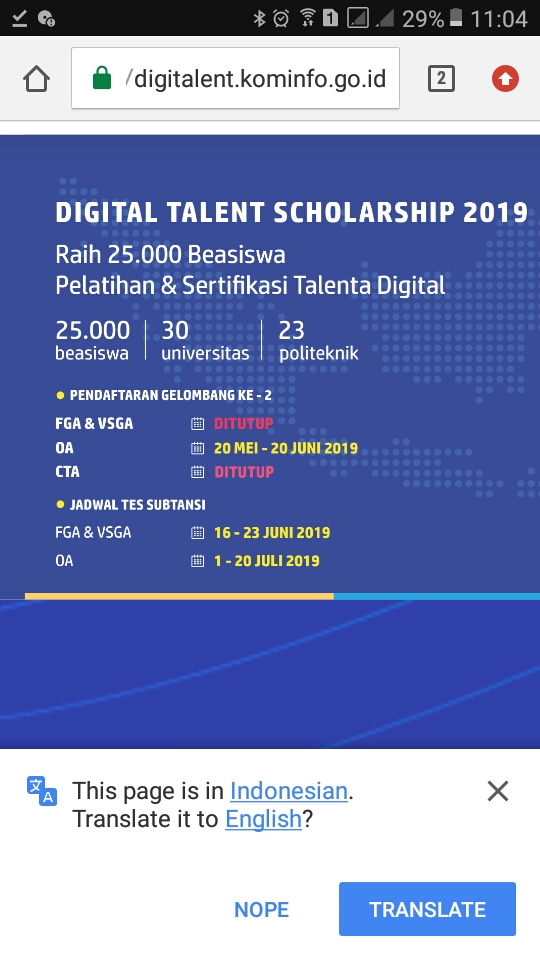 29% 11:04
/digitalent.kominfo.go.id
2
DIGITAL TALENT SCHOLARSHIP 2019
Raih 25.000 Beasiswa
Pelatihan & Sertifikasi Talenta Digital
25.000 30 23
beasiswa universitas politeknik
PENDAFTARAN GELOMBANG KE - 2
FGA & VSGA DITUTUP
OA 20 MEI - 20 JUNI 2019
CTA DITUTUP
JADWAL TES SUBTANSI
FGA & VSGA 16 - 23 JUNI 2019
OA 1 - 20 JULI 2019
This page is in Indonesian.
Translate it to English?
NOPE TRANSLATE